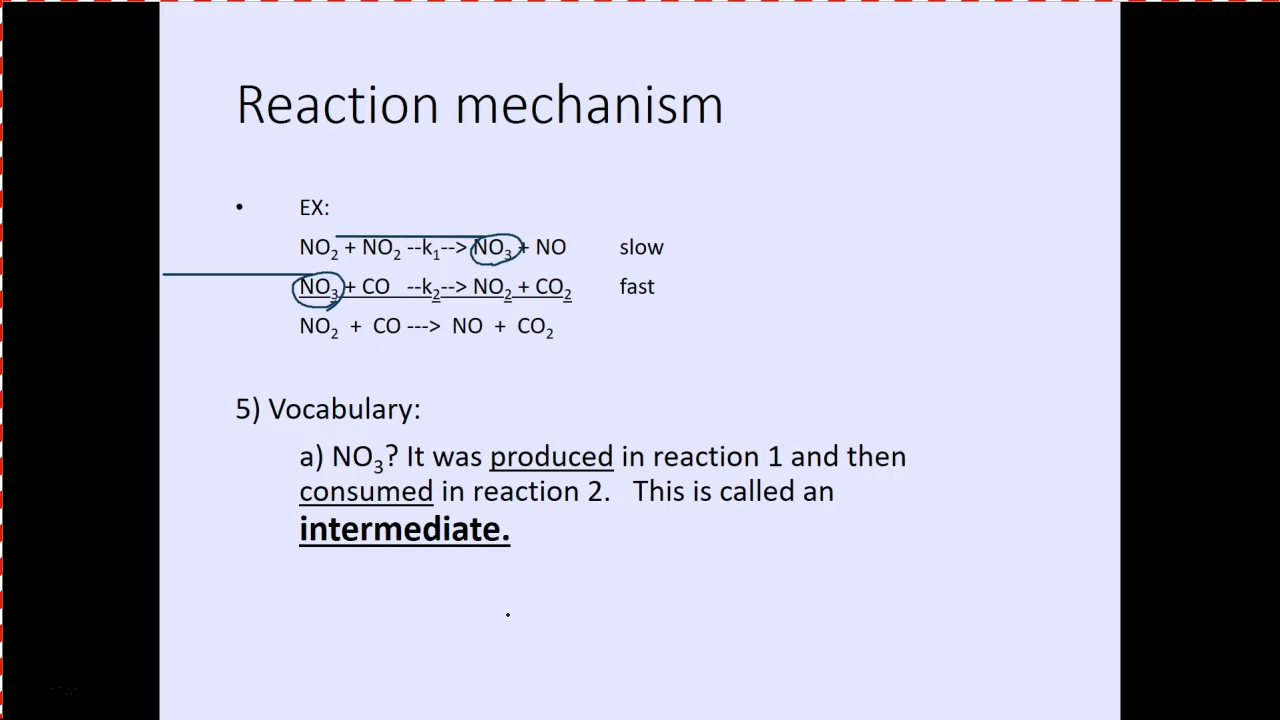 Reaction mechanism
• EX:
NO₂ + NO₂ --k₁--> NO₃ + NO slow
NO₃ + CO --k₂--> NO₂ + CO₂ fast
NO₂ + CO ---> NO + CO₂
5) Vocabulary:
a) NO₃? It was produced in reaction 1 and then
consumed in reaction 2. This is called an
intermediate.